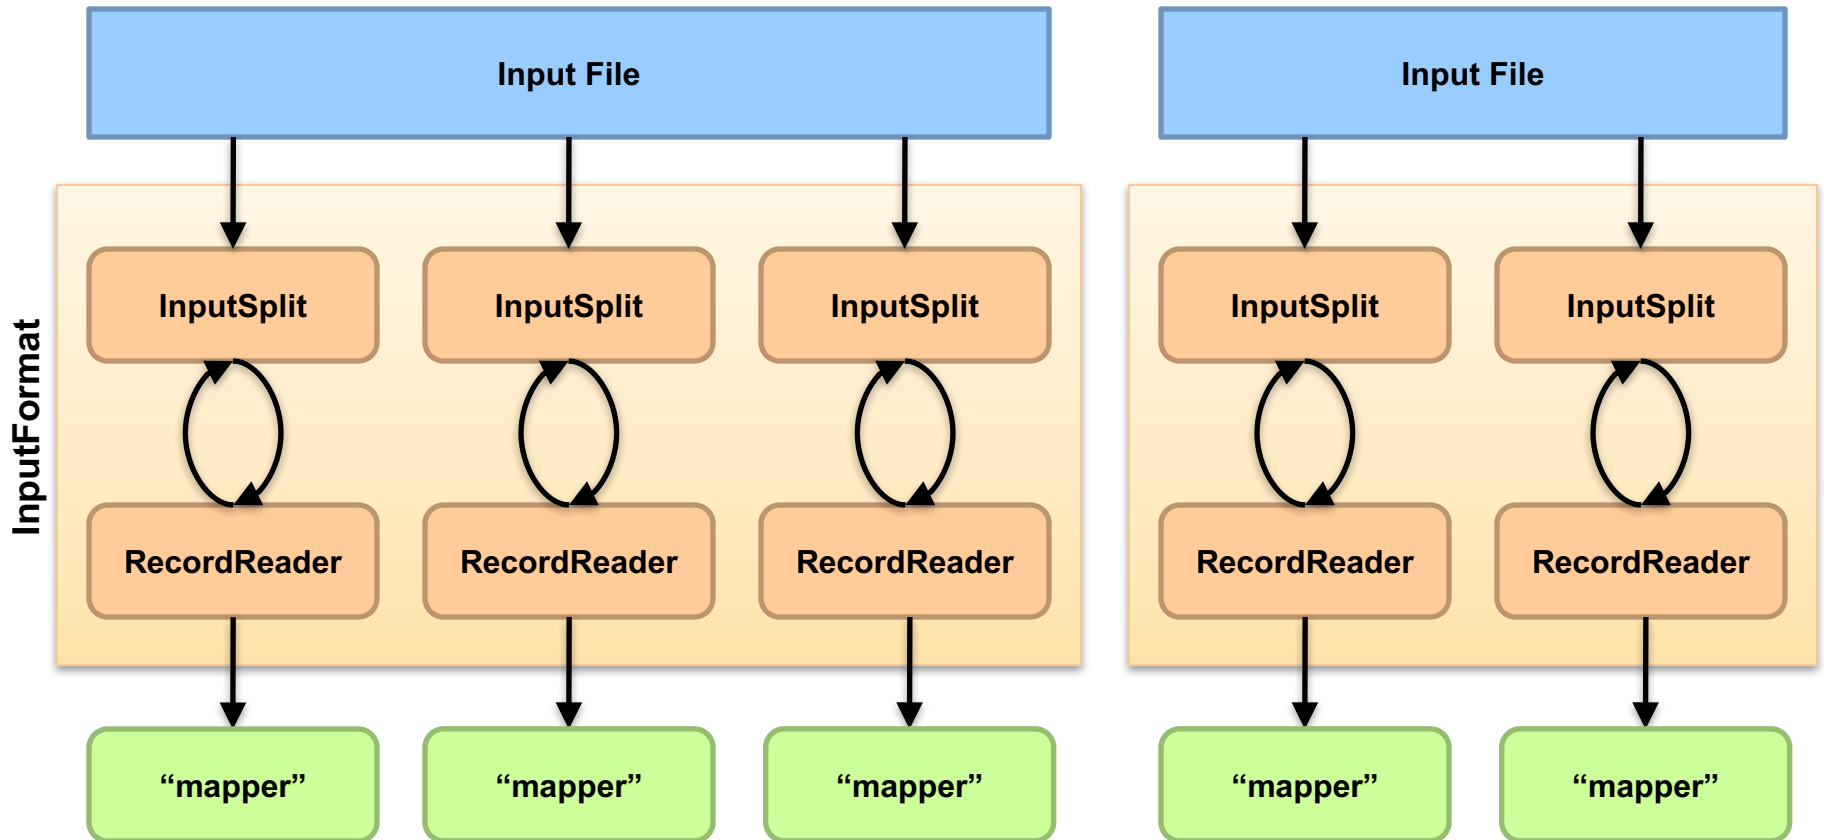 Input File
Input File
InputFormat
InputSplit
InputSplit
InputSplit
InputSplit
InputSplit
RecordReader
RecordReader
RecordReader
RecordReader
RecordReader
“mapper”
“mapper”
“mapper”
“mapper”
“mapper”